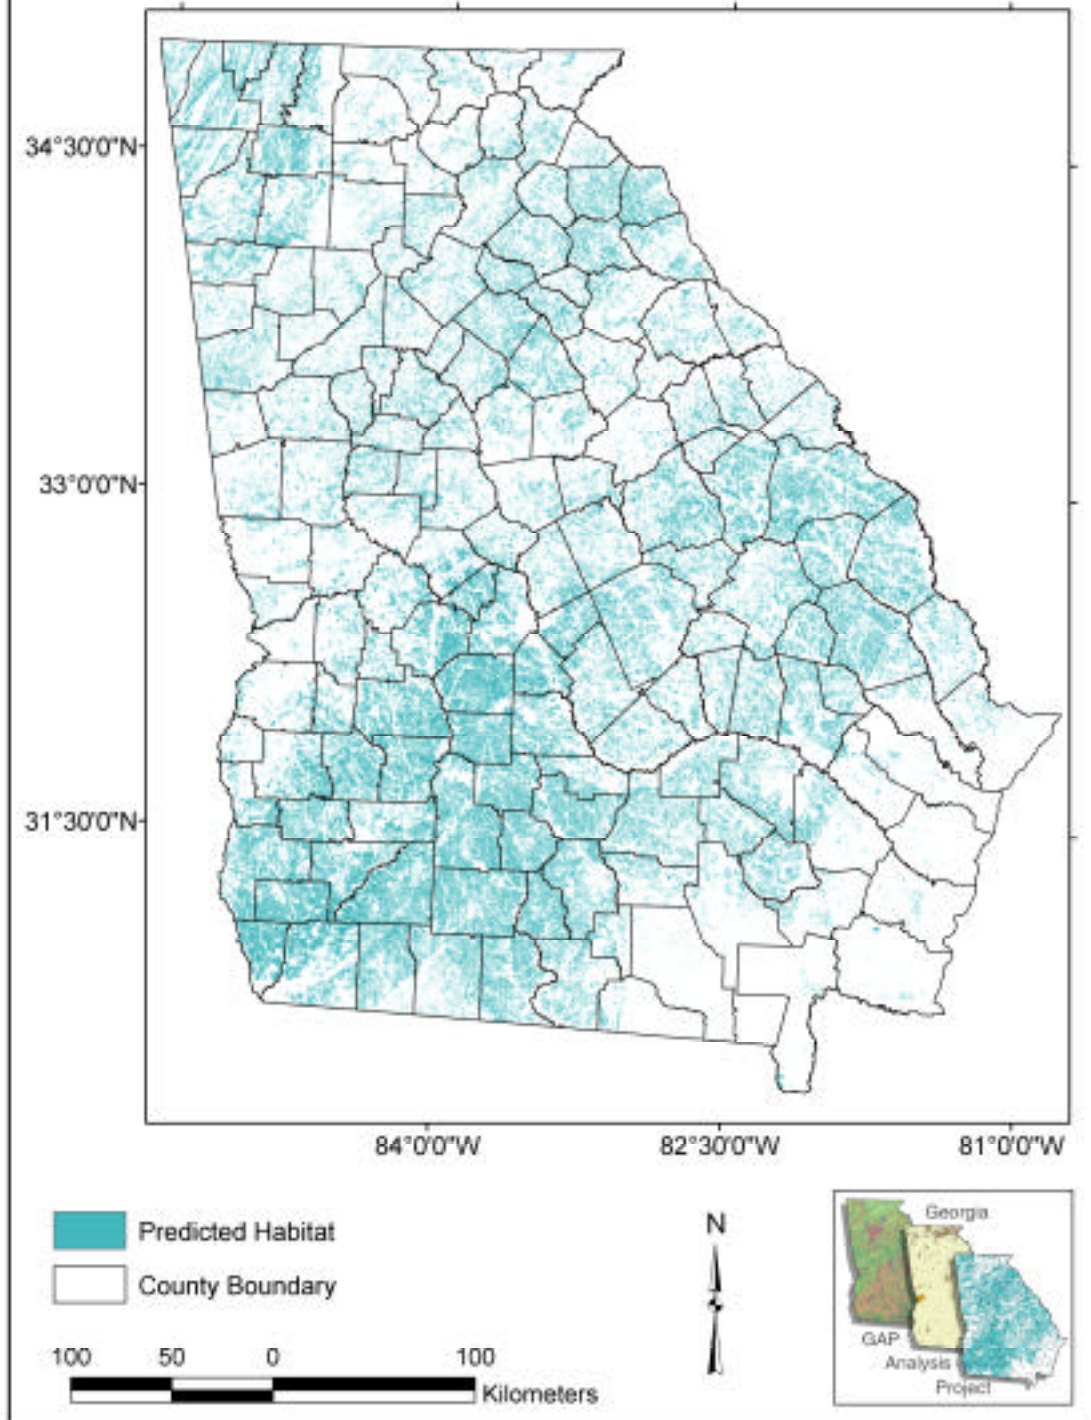 34°30'0"N
33°0'0"N
31°30'0"N
84°0'0"W 82°30'0"W 81°0'0"W
Predicted Habitat
County Boundary
N
100 50 0 100
Kilometers
Georgia
GAP
Analysis
Project